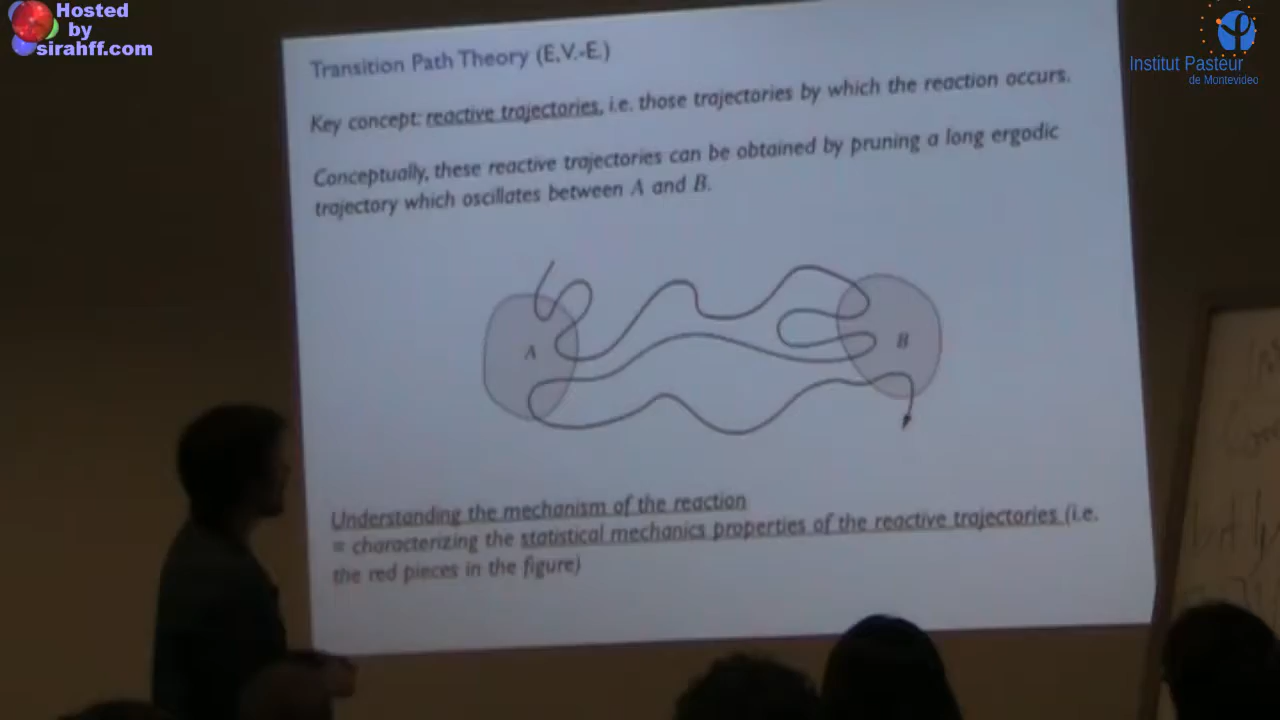 Hosted
by
sirahff.com
Institut Pasteur
de Montevideo
Transition Path Theory (E,V.-E.)
Key concept: reactive trajectories, i.e. those trajectories by which the reaction occurs.
Conceptually, these reactive trajectories can be obtained by pruning a long ergodic
trajectory which oscillates between A and B.
A
B
Understanding the mechanism of the reaction
= characterizing the statistical mechanics properties of the reactive trajectories (i.e.
the red pieces in the figure)